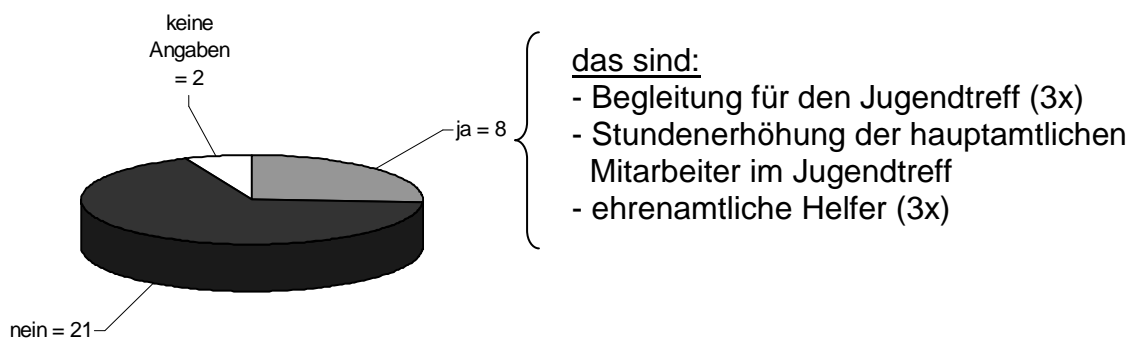 keine
Angaben
= 2
ja = 8
das sind:
- Begleitung für den Jugendtreff (3x)
- Stundenerhöhung der hauptamtlichen
Mitarbeiter im Jugendtreff
- ehrenamtliche Helfer (3x)
nein = 21